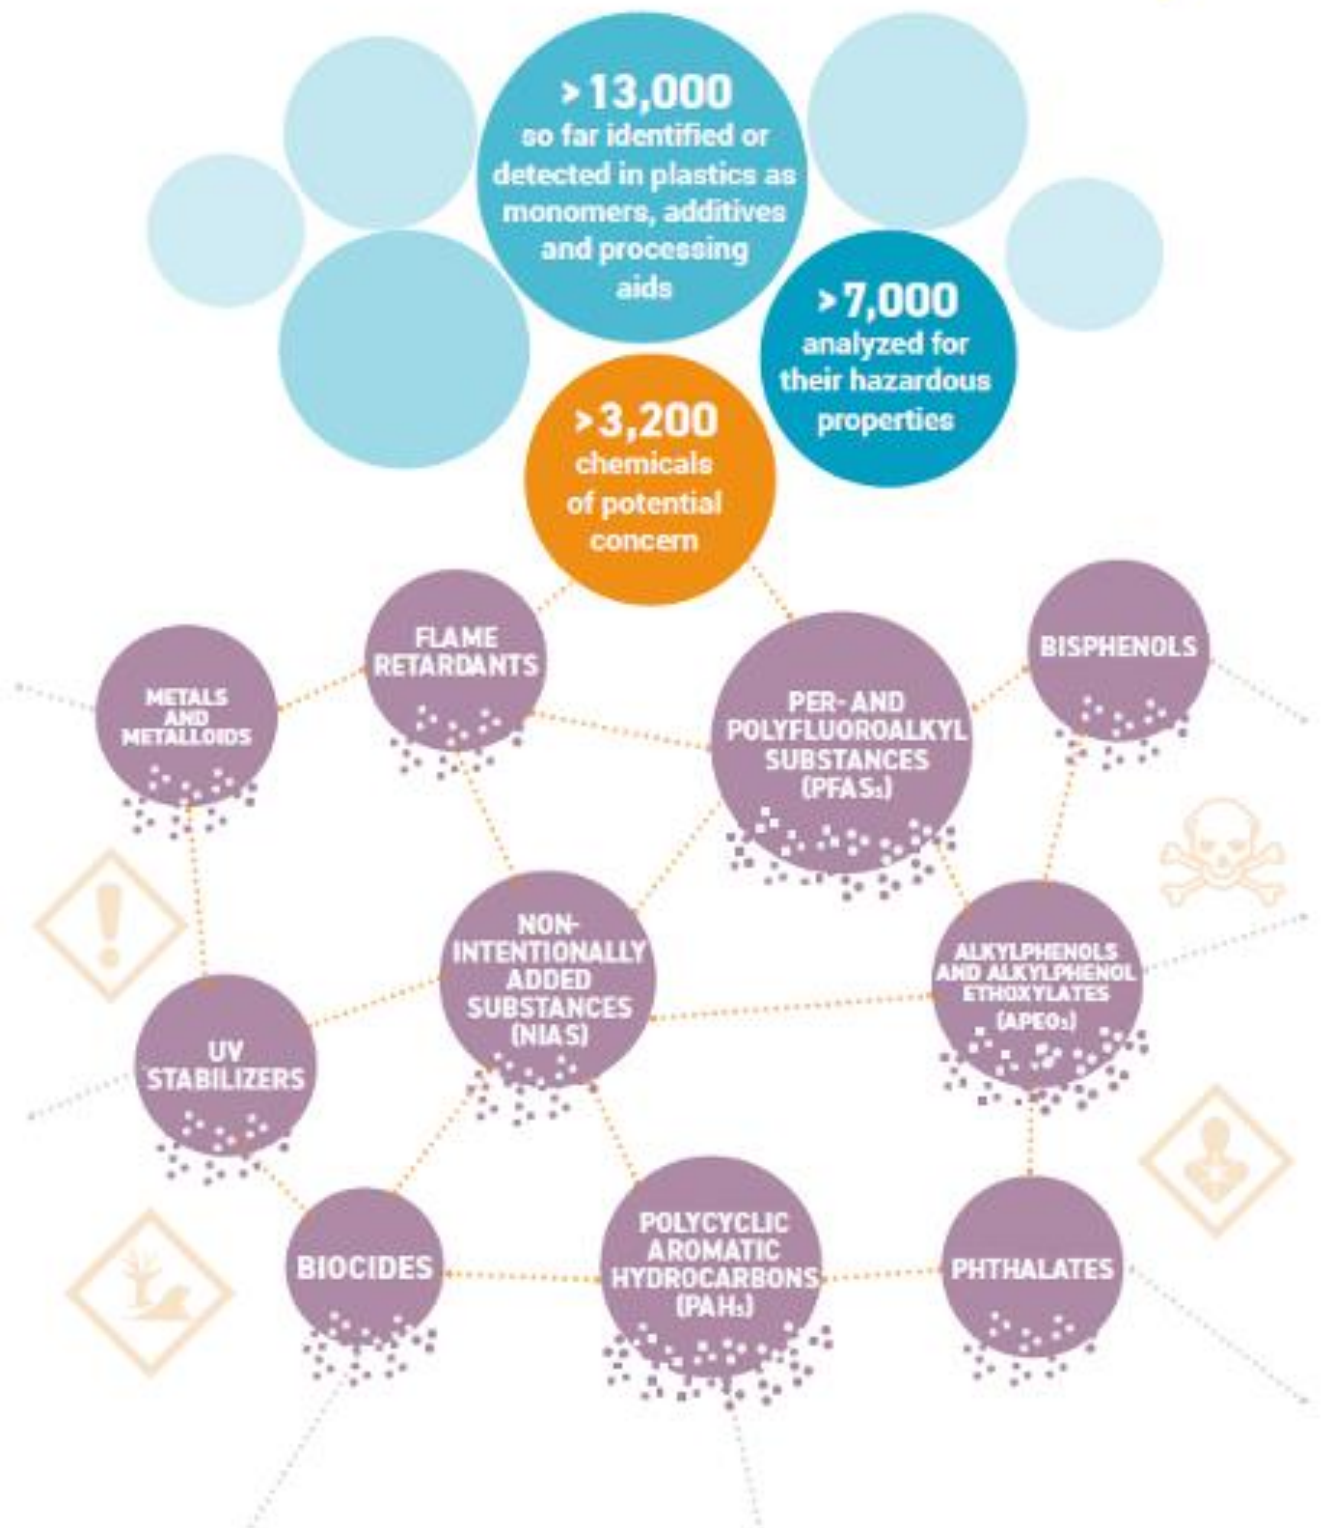 > 13,000
so far identified or
detected in plastics as
monomers, additives
and processing
aids
>7,000
analyzed for
their hazardous
properties
>3,200
chemicals
of potential
concern
FLAME
RETARDANTS
BISPHENOLS
METALS
AND
METALLOIDS
PER- AND
POLYFLUOROALKYL
SUBSTANCES
(PFASs)
NON-
INTENTIONALLY
ADDED
SUBSTANCES
(NIAS)
ALKYLPHENOLS
AND ALKYLPHENOL
ETHOXYLATES
(APEOs)
UV
STABILIZERS
BIOCIDES
POLYCYCLIC
AROMATIC
HYDROCARBONS
(PAHs)
PHTHALATES